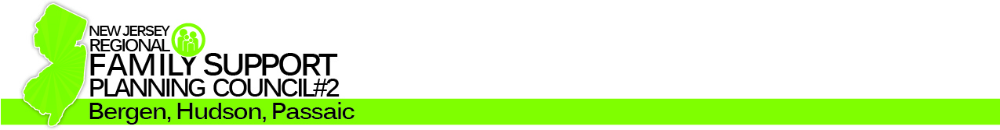 NEW JERSEY
REGIONAL
FAMILY SUPPORT
PLANNING COUNCIL#2
Bergen, Hudson, Passaic